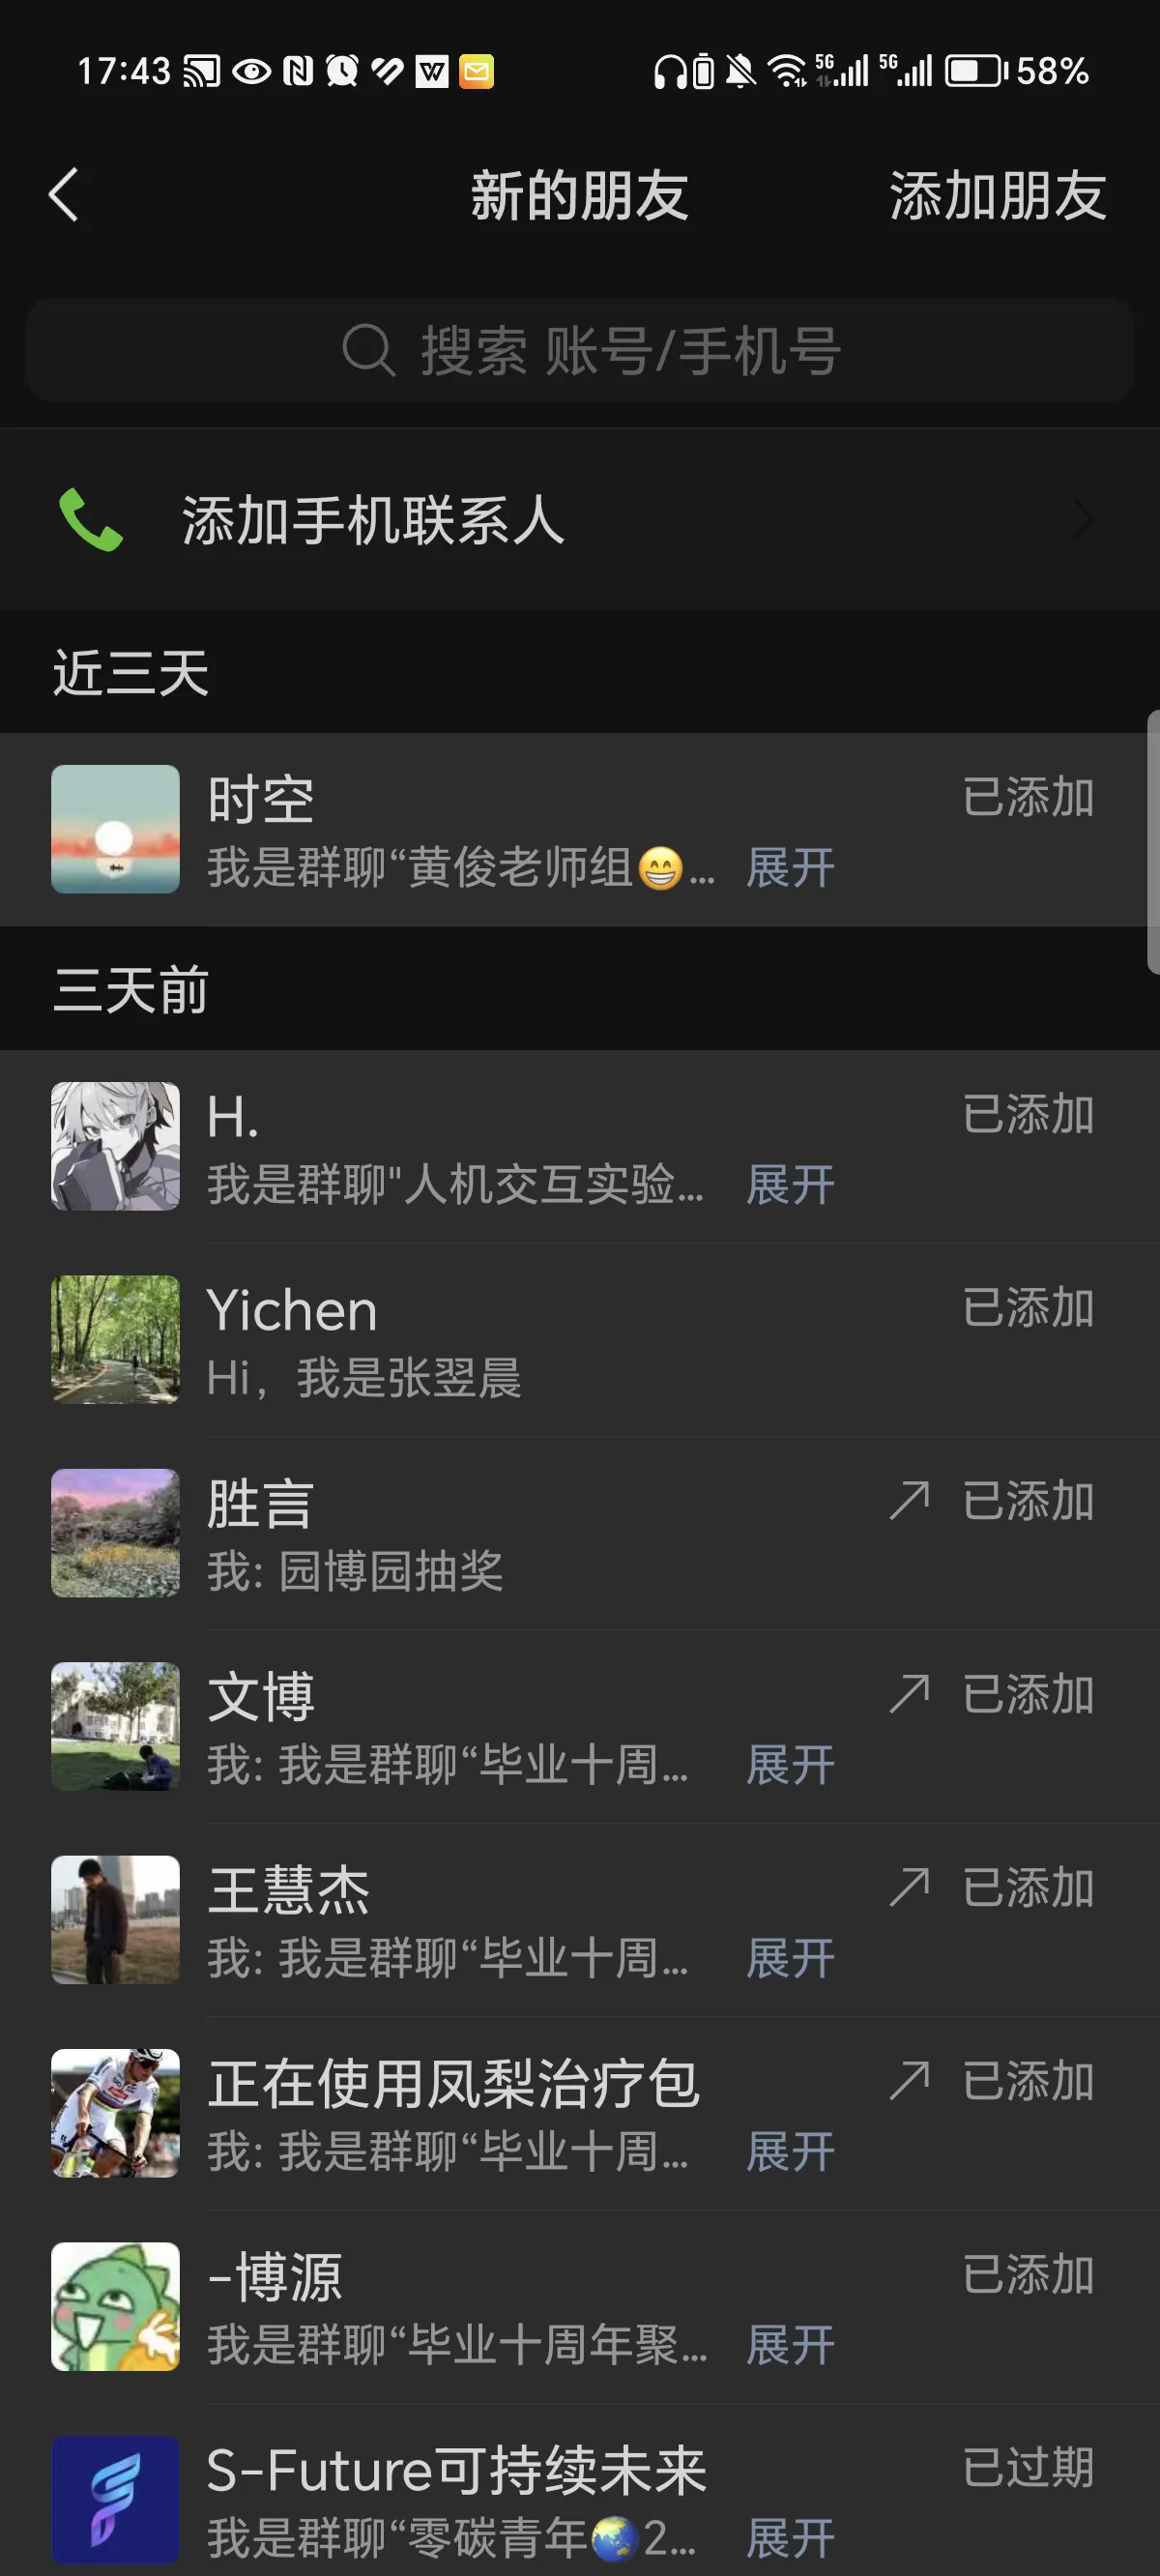 17:43 5G 5G 58%
新的朋友 添加朋友
搜索 账号/手机号
添加手机联系人
近三天
时空 已添加
我是群聊“黄俊老师组😁... 展开
三天前
H. 已添加
我是群聊"人机交互实验... 展开
Yichen 已添加
Hi，我是张翌晨
胜言 已添加
我: 园博园抽奖
文博 已添加
我: 我是群聊“毕业十周... 展开
王慧杰 已添加
我: 我是群聊“毕业十周... 展开
正在使用凤梨治疗包 已添加
我: 我是群聊“毕业十周... 展开
-博源 已添加
我是群聊“毕业十周年聚... 展开
S-Future可持续未来 已过期
我是群聊“零碳青年🌏2... 展开